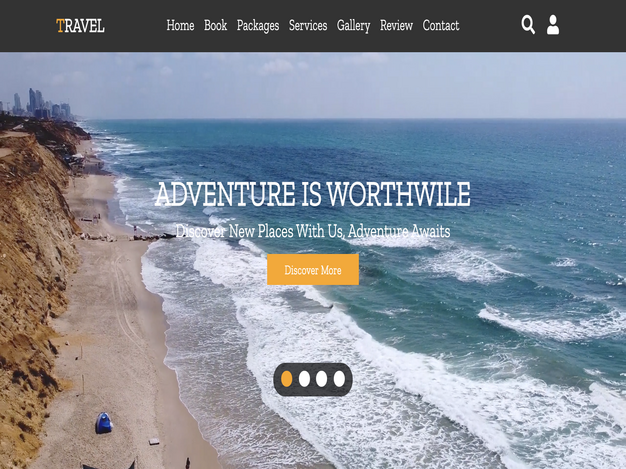 TRAVEL
Home Book Packages Services Gallery Review Contact
ADVENTURE IS WORTHWILE
Discover New Places With Us, Adventure Awaits
Discover More